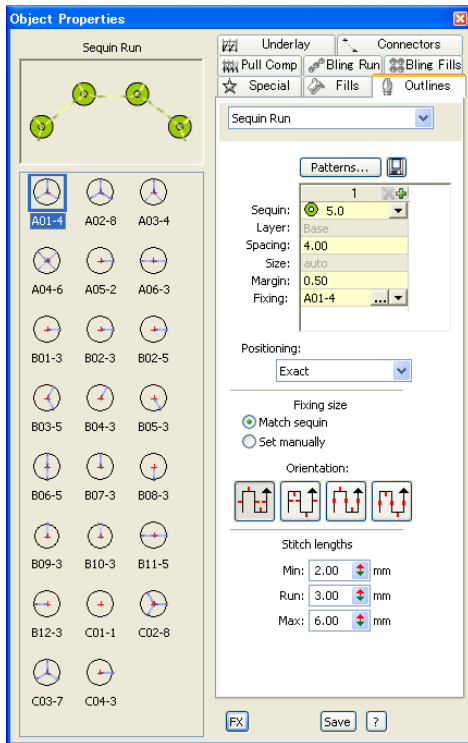 Object Properties
Sequin Run
A01-4 A02-8 A03-4
A04-6 A05-2 A06-3
B01-3 B02-3 B02-5
B03-5 B04-3 B05-3
B06-5 B07-3 B08-3
B09-3 B10-3 B11-5
B12-3 C01-1 C02-8
C03-7 C04-3
Underlay Connectors
Pull Comp Bling Run Bling Fills
Special Fills Outlines
Sequin Run
Patterns...
1
Sequin: 5.0
Layer: Base
Spacing: 4.00
Size: auto
Margin: 0.50
Fixing: A01-4 ...
Positioning:
Exact
Fixing size
Match sequin
Set manually
Orientation:
Stitch lengths
Min: 2.00 mm
Run: 3.00 mm
Max: 6.00 mm
FX Save ?